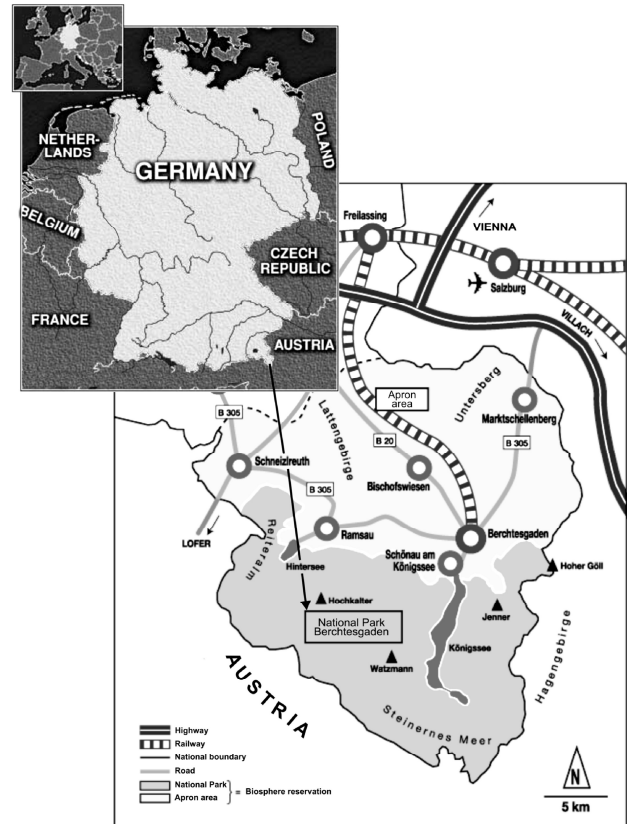 NETHER-
LANDS
POLAND
GERMANY
BELGIUM
CZECH
REPUBLIC
FRANCE
AUSTRIA
Freilassing
VIENNA
Salzburg
VILLACH
Apron
area
Untersberg
Marktschellenberg
B 305
Lattengebirge
B 20
B 305
Schneizlreuth
Bischofswiesen
B 305
Ramsau
Berchtesgaden
LOFER
Reiteralm
Hintersee
Schönau am
Königssee
Hoher Göll
Hochkalter
Jenner
National Park
Berchtesgaden
Königssee
Watzmann
Hagengebirge
AUSTRIA
Steinernes Meer
Highway
Railway
National boundary
Road
National Park
Apron area
= Biosphere reservation
N
5 km